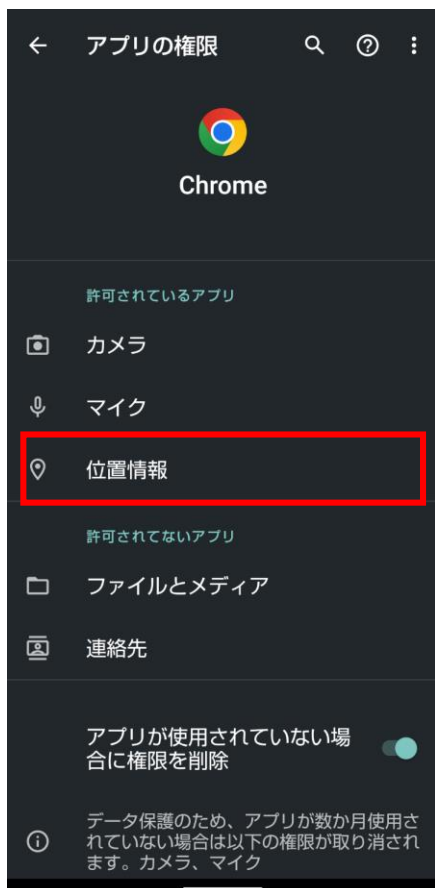 アプリの権限
Chrome
許可されているアプリ
カメラ
マイク
位置情報
許可されてないアプリ
ファイルとメディア
連絡先
アプリが使用されていない場
合に権限を削除
データ保護のため、アプリが数か月使用さ
れていない場合は以下の権限が取り消され
ます。カメラ、マイク